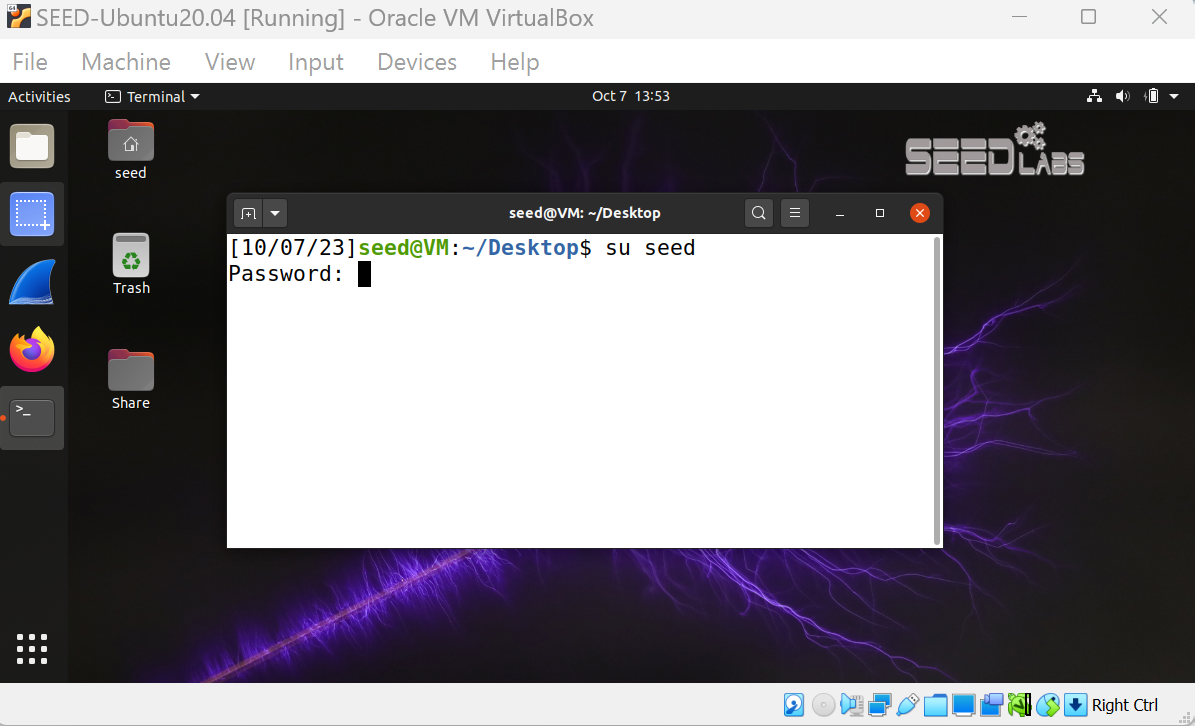 SEED-Ubuntu20.04 [Running] - Oracle VM VirtualBox
File Machine View Input Devices Help
Activities Terminal Oct 7 13:53
seed
SEED LABS
seed@VM: ~/Desktop
[10/07/23]seed@VM:~/Desktop$ su seed
Password:
Trash
Share
Right Ctrl